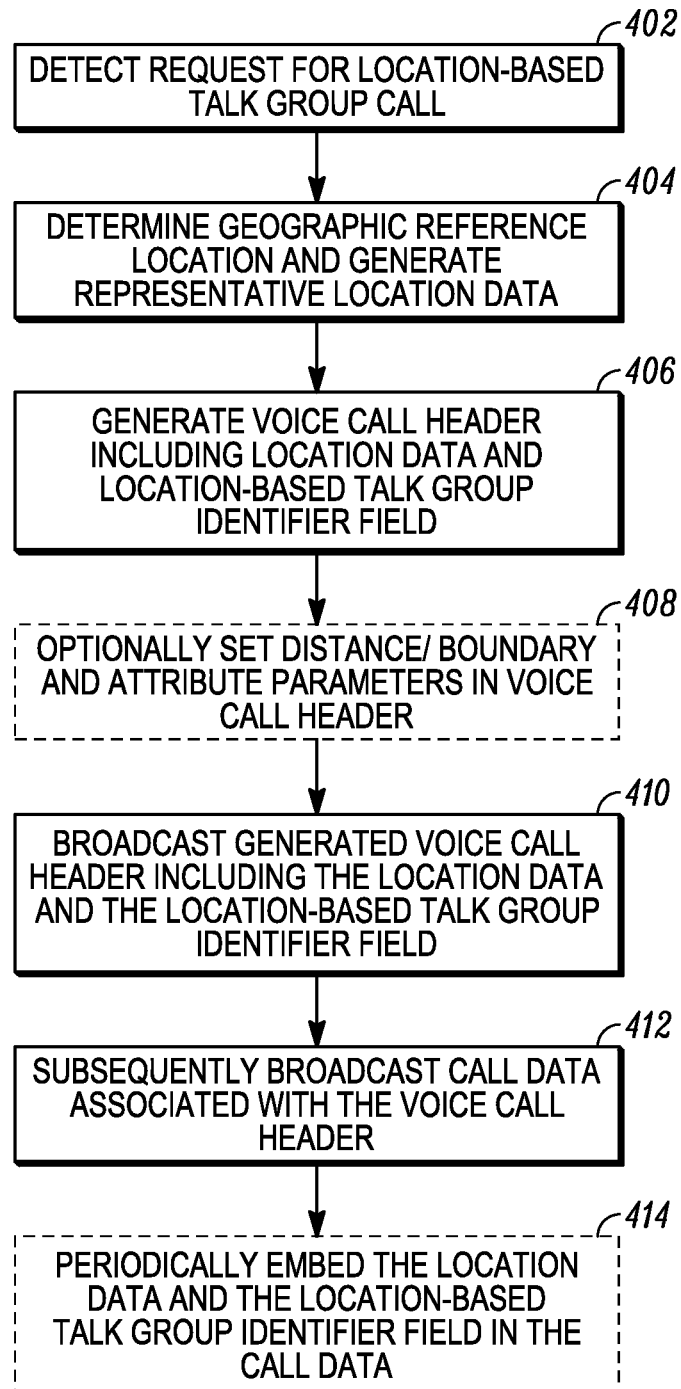 402
DETECT REQUEST FOR LOCATION-BASED
TALK GROUP CALL
404
DETERMINE GEOGRAPHIC REFERENCE
LOCATION AND GENERATE
REPRESENTATIVE LOCATION DATA
406
GENERATE VOICE CALL HEADER
INCLUDING LOCATION DATA AND
LOCATION-BASED TALK GROUP
IDENTIFIER FIELD
408
OPTIONALLY SET DISTANCE/ BOUNDARY
AND ATTRIBUTE PARAMETERS IN VOICE
CALL HEADER
410
BROADCAST GENERATED VOICE CALL
HEADER INCLUDING THE LOCATION DATA
AND THE LOCATION-BASED TALK GROUP
IDENTIFIER FIELD
412
SUBSEQUENTLY BROADCAST CALL DATA
ASSOCIATED WITH THE VOICE CALL
HEADER
414
PERIODICALLY EMBED THE LOCATION
DATA AND THE LOCATION-BASED
TALK GROUP IDENTIFIER FIELD IN THE
CALL DATA